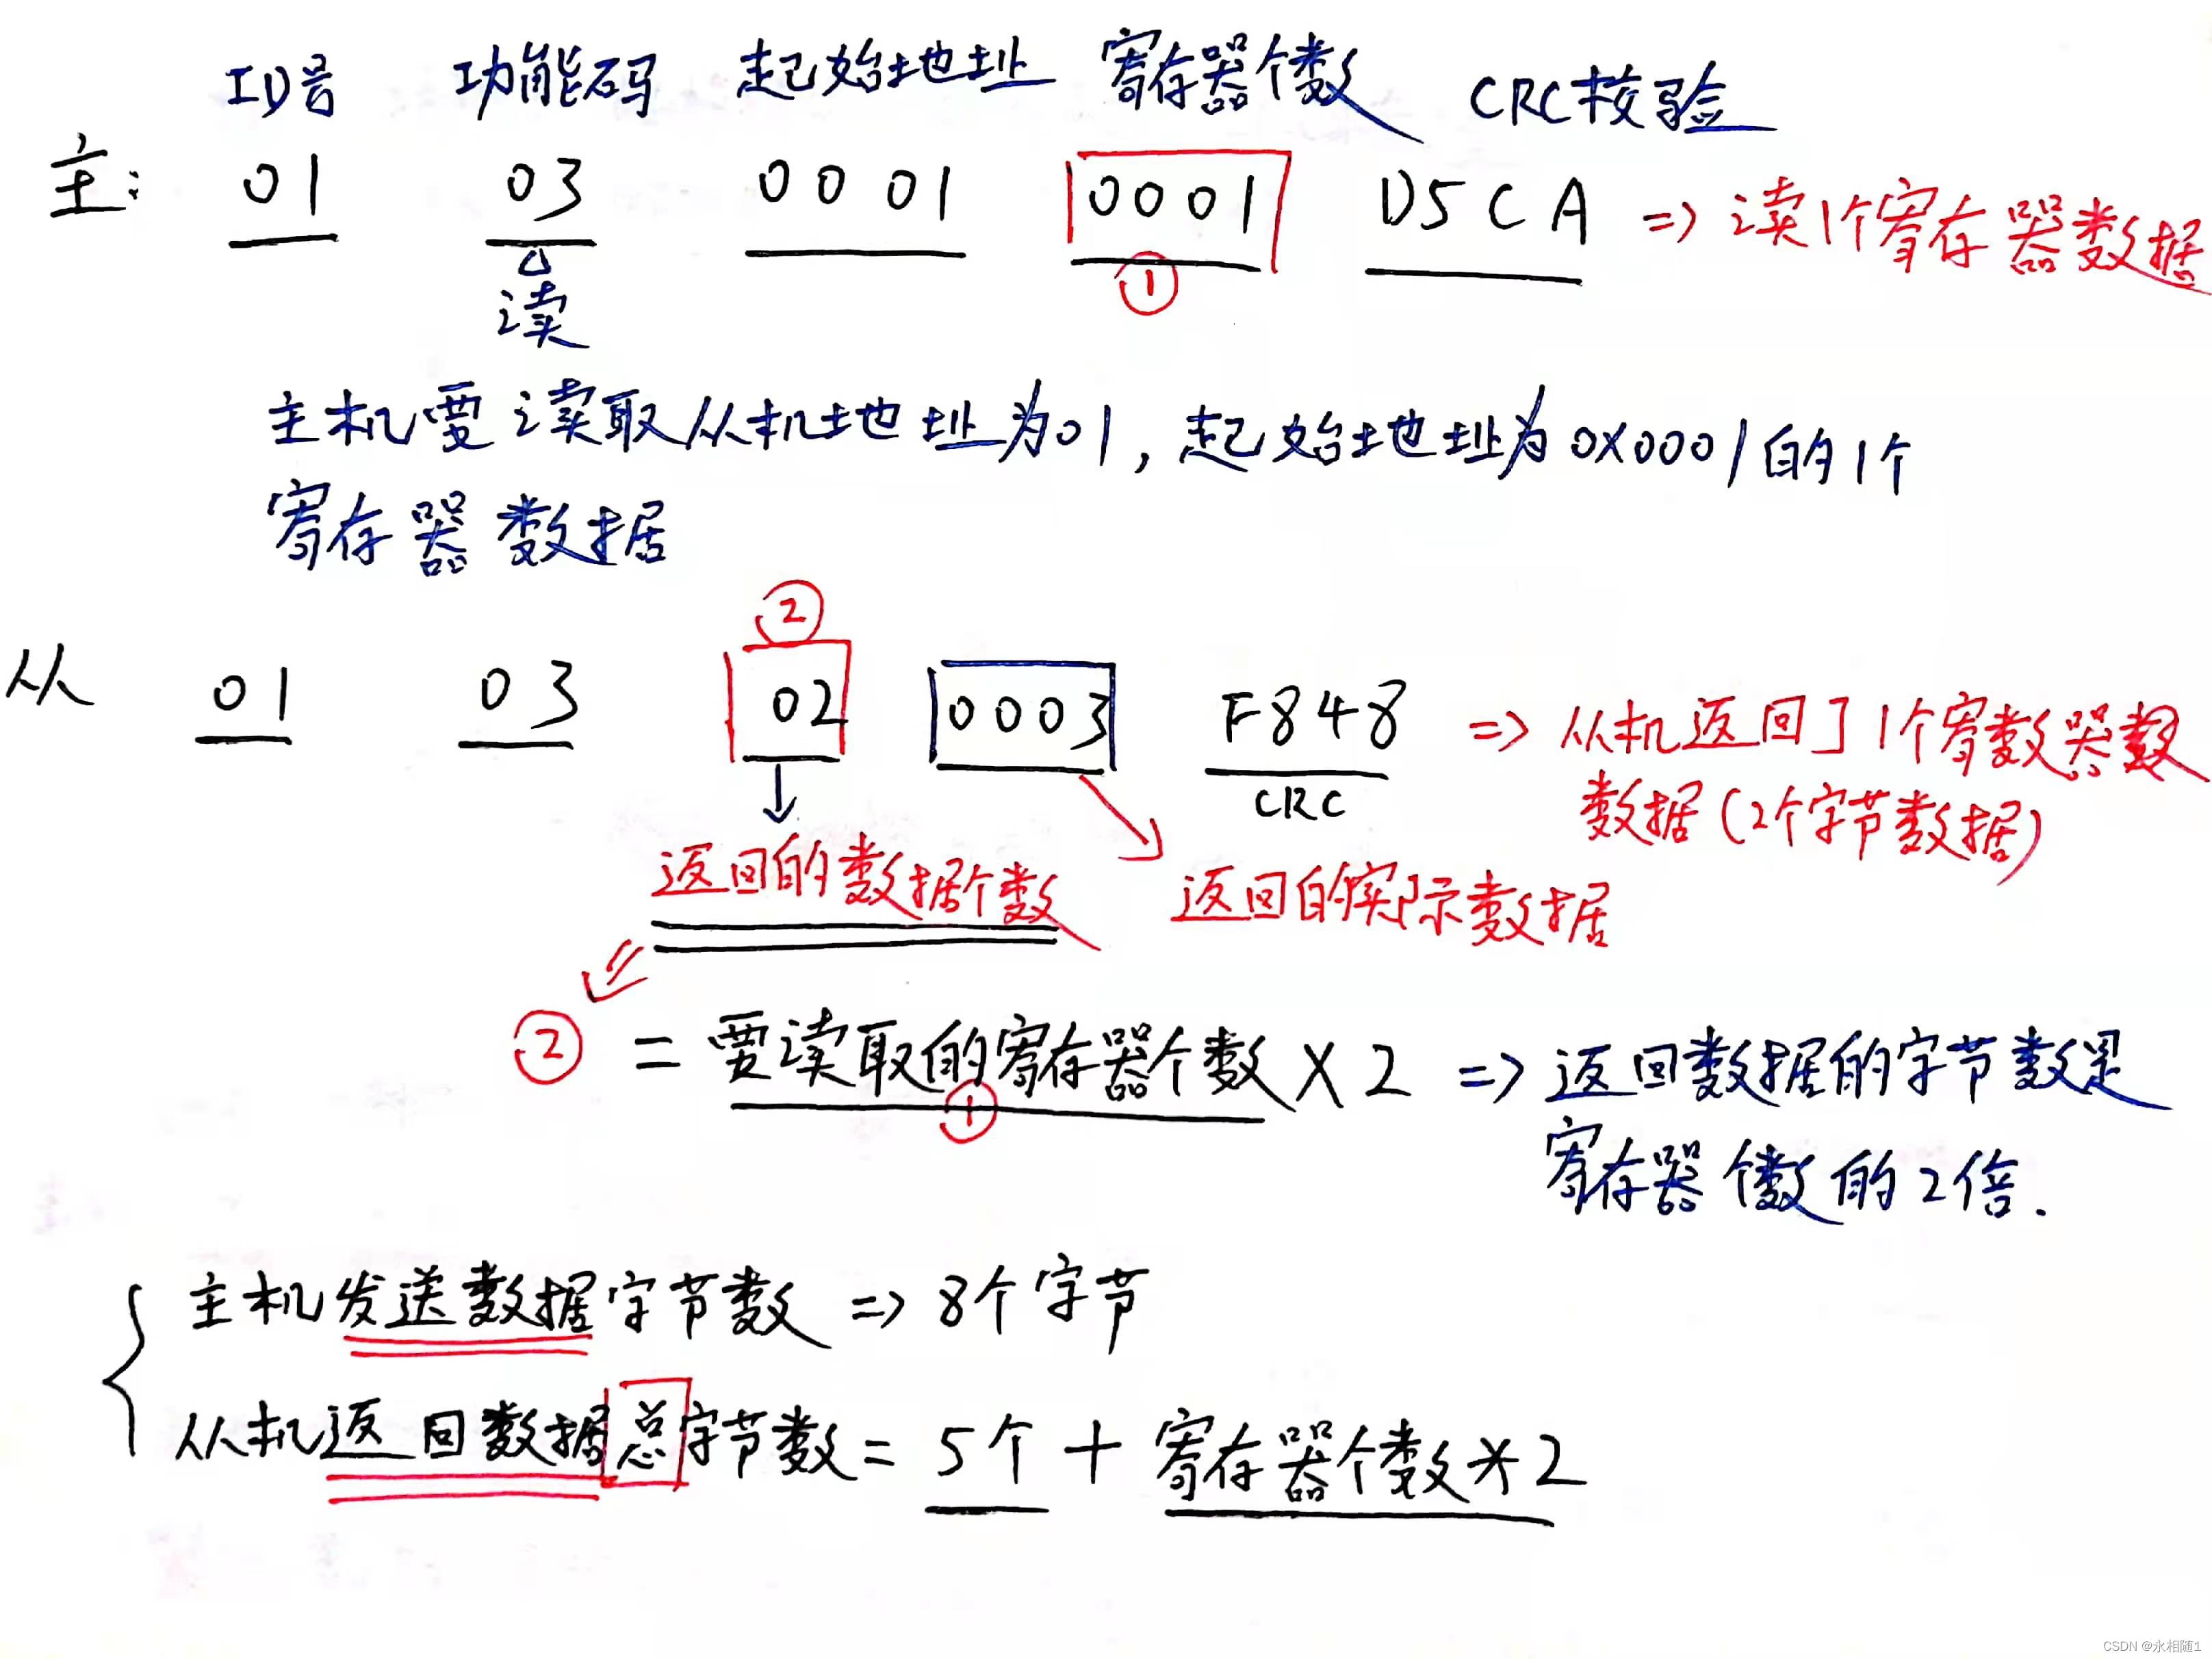 ID号 功能码 起始地址 寄存器个数 CRC校验
主: 01 03 0001 0001 D5CA => 读1个寄存器数据
① 
读
主机要读取从机地址为01,起始地址为0X0001的1个
寄存器数据
②
从 01 03 02 0003 F848 => 从机返回了1个寄数器数
CRC
数据(2个字节数据)
返回的数据个数 返回的实际数据
② = 要读取的寄存器个数 X 2 => 返回数据的字节数是
①
寄存器个数的2倍.
主机发送数据字节数 => 8个字节
从机返回数据总字节数 = 5个 + 寄存器个数*2
CSDN @永相随1